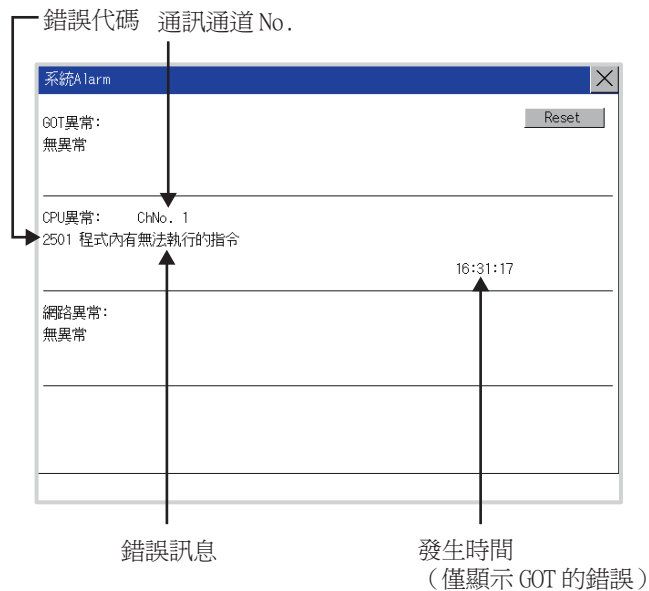 錯誤代碼 通訊通道 No.
系統Alarm
GOT異常:
Reset
無異常
CPU異常: ChNo. 1
2501 程式內有無法執行的指令
16:31:17
網路異常:
無異常
錯誤訊息
發生時間
（僅顯示 GOT 的錯誤）